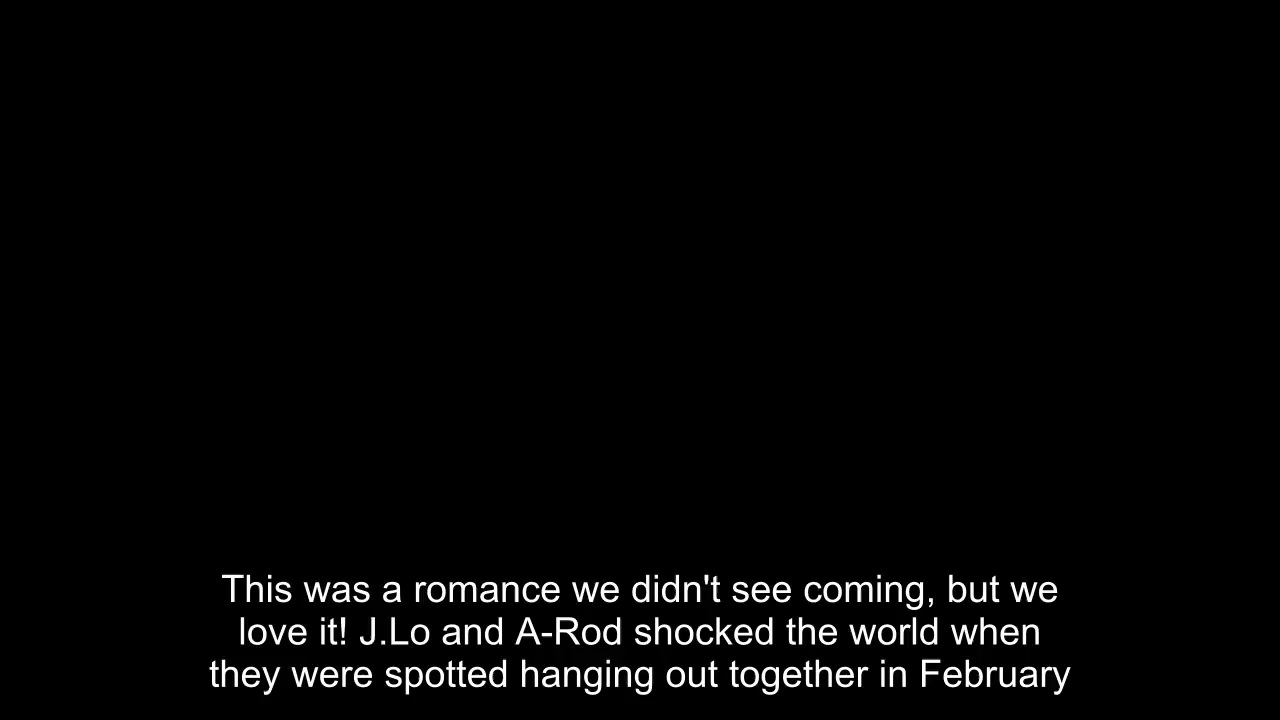 This was a romance we didn't see coming, but we
love it! J.Lo and A-Rod shocked the world when
they were spotted hanging out together in February